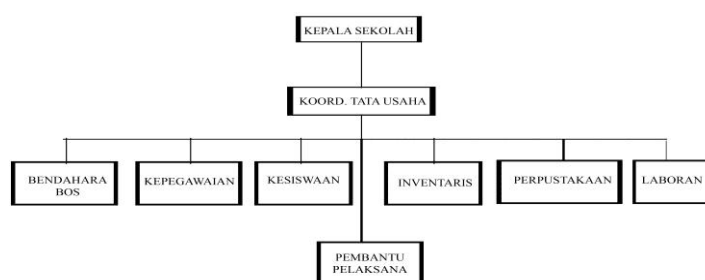 KEPALA SEKOLAH
KOORD. TATA USAHA
BENDAHARA
BOS
KEPEGAWAIAN
KESISWAAN
INVENTARIS
PERPUSTAKAAN
LABORAN
PEMBANTU
PELAKSANA